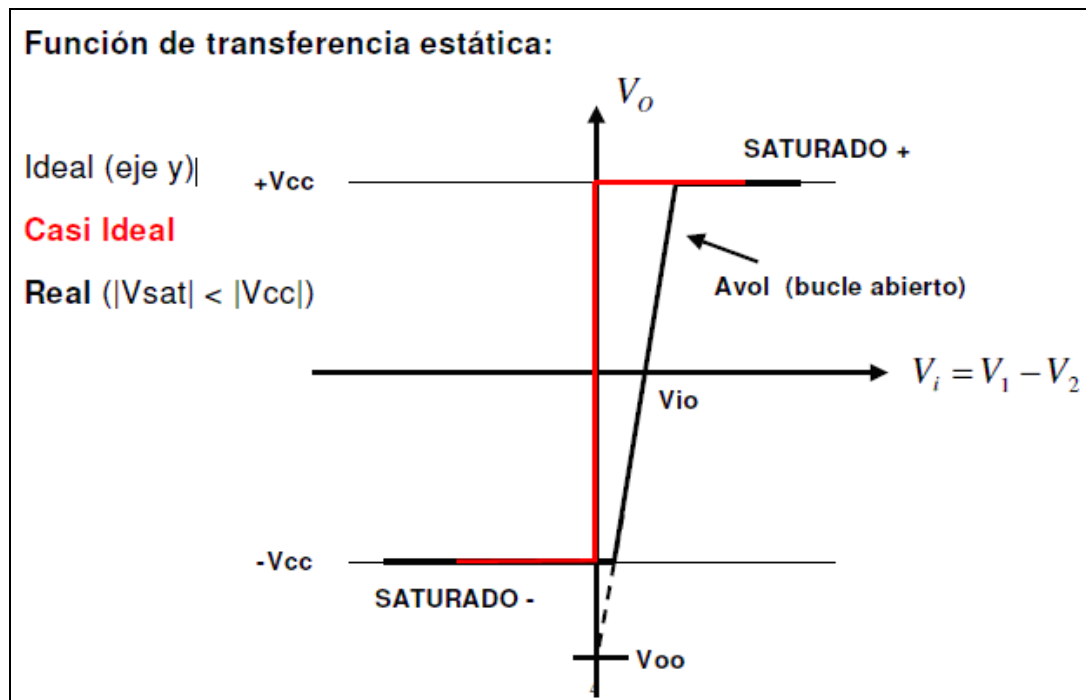 Función de transferencia estática:
V_O
SATURADO +
Ideal (eje y)
+Vcc
Casi Ideal
Real (|Vsat| < |Vcc|)
Avol (bucle abierto)
V_i = V_1 − V_2
Vio
-Vcc
SATURADO -
Voo